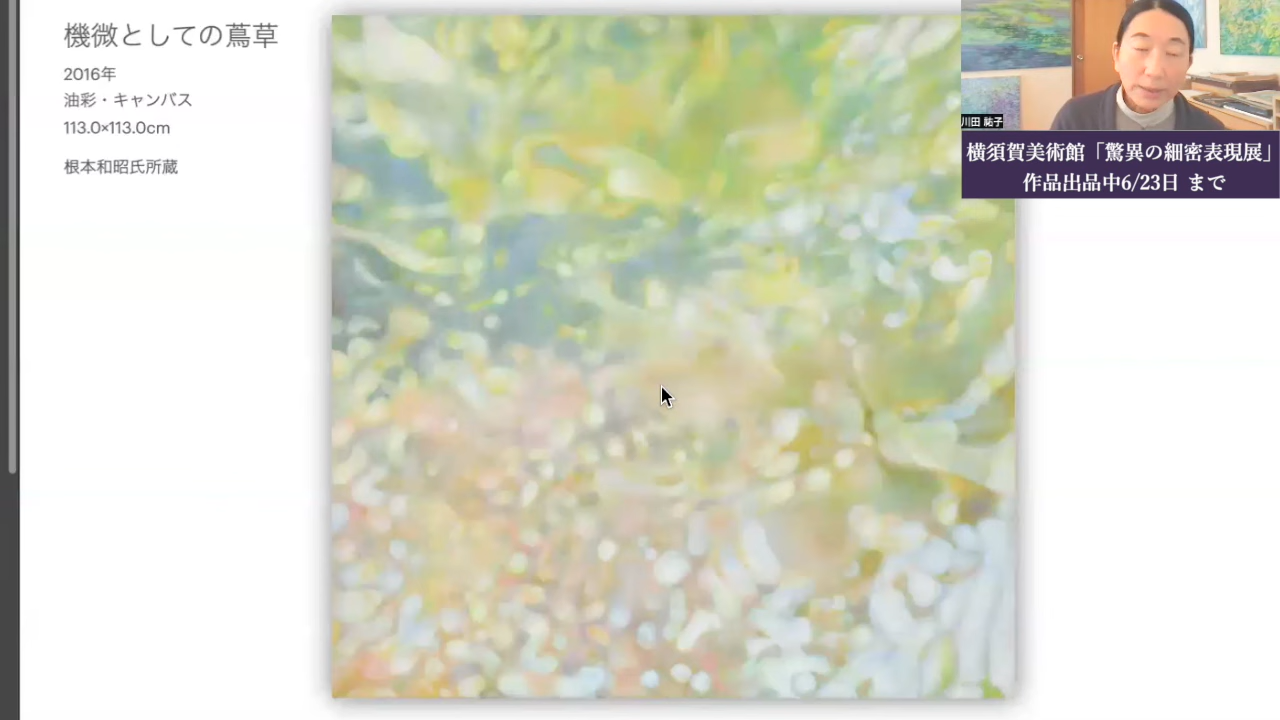 機微としての蔦草
2016年
油彩・キャンバス
113.0×113.0cm
根本和昭氏所蔵
川田 祐子
横須賀美術館「驚異の細密表現展」
作品出品中6/23日 まで